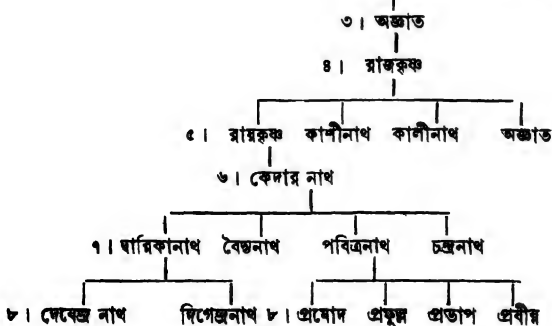 ৩। অজ্ঞাত
৪। রাজকৃষ্ণ
৫। রামকৃষ্ণ কাশীনাথ কালীনাথ অজ্ঞাত
৬। কেদার নাথ
৭। দ্বারিকানাথ বৈদ্যনাথ পবিত্রনাথ চন্দ্রনাথ
৮। দেবেন্দ্র নাথ দিগেন্দ্রনাথ ৮। প্রমোদ প্রফুল্ল প্রতাপ প্রবীর